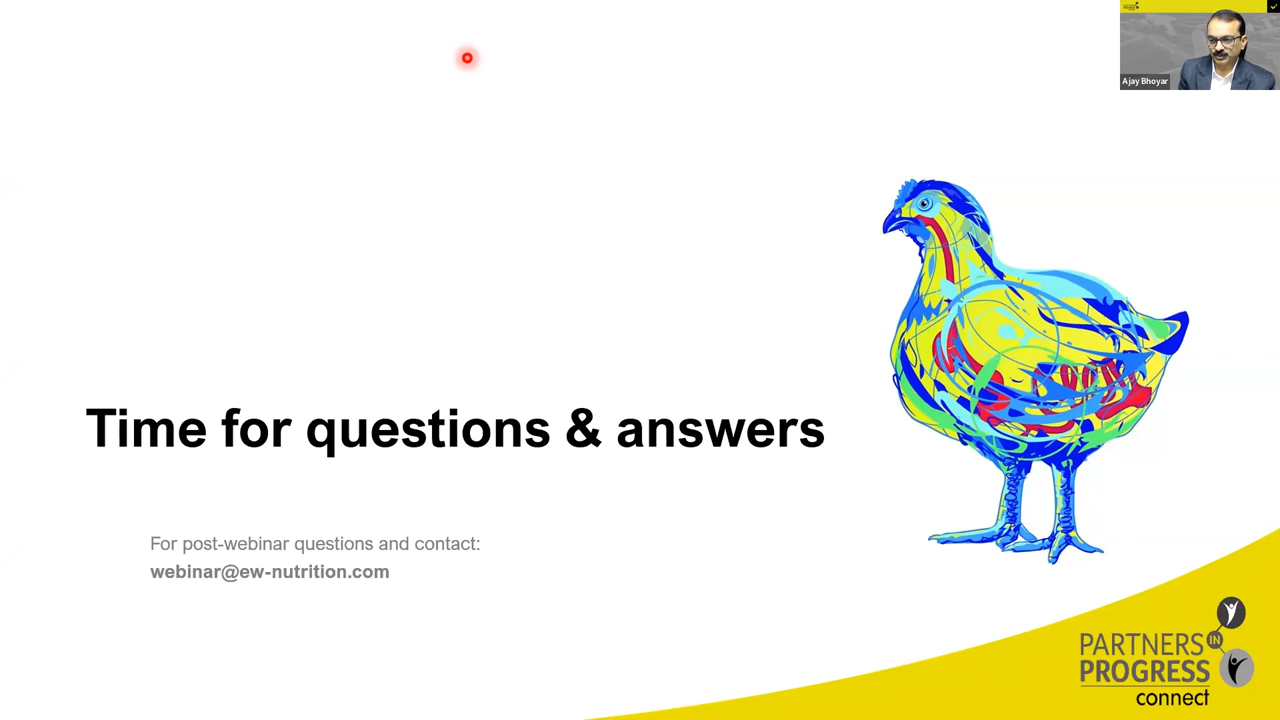 Ajay Bhoyar
Time for questions & answers
For post-webinar questions and contact:
webinar@ew-nutrition.com
PARTNERS IN
PROGRESS
connect